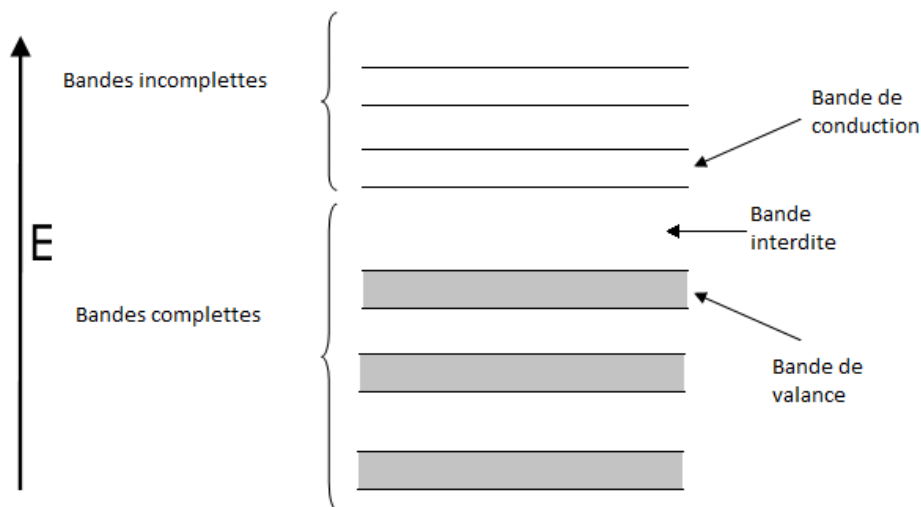 Bandes incomplettes
Bande de
conduction
E
Bande
interdite
Bandes complettes
Bande de
valance